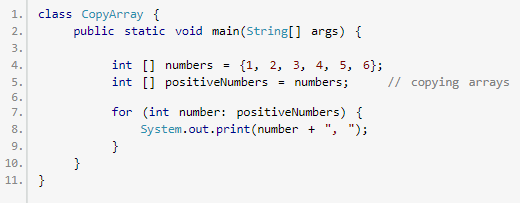 1. class CopyArray {
2.     public static void main(String[] args) {
3.
4.         int [] numbers = {1, 2, 3, 4, 5, 6};
5.         int [] positiveNumbers = numbers;     // copying arrays
6.
7.         for (int number: positiveNumbers) {
8.             System.out.print(number + ", ");
9.         }
10.     }
11. }